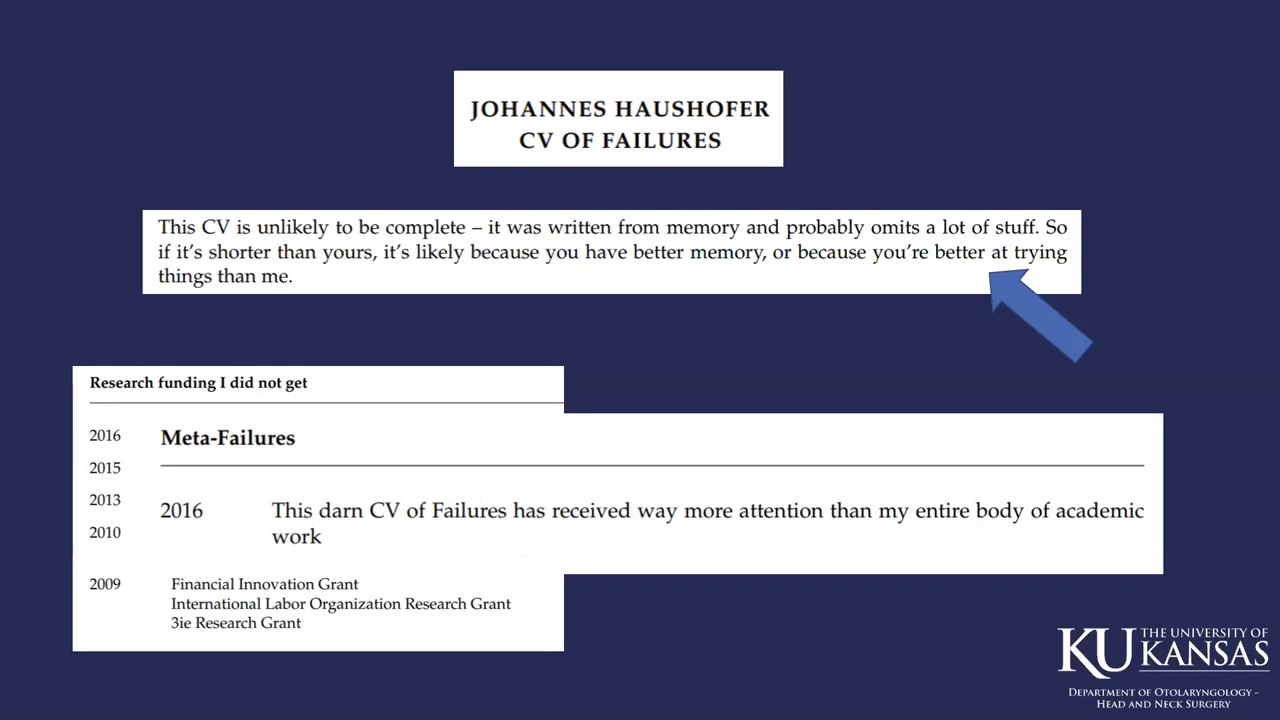 JOHANNES HAUSHOFER
CV OF FAILURES
This CV is unlikely to be complete – it was written from memory and probably omits a lot of stuff. So
if it's shorter than yours, it's likely because you have better memory, or because you're better at trying
things than me.
Research funding I did not get
2016
2015
2013
2010
2009
Financial Innovation Grant
International Labor Organization Research Grant
3ie Research Grant
Meta-Failures
2016 This darn CV of Failures has received way more attention than my entire body of academic
work
KU THE UNIVERSITY OF
KANSAS
DEPARTMENT OF OTOLARYNGOLOGY -
HEAD AND NECK SURGERY